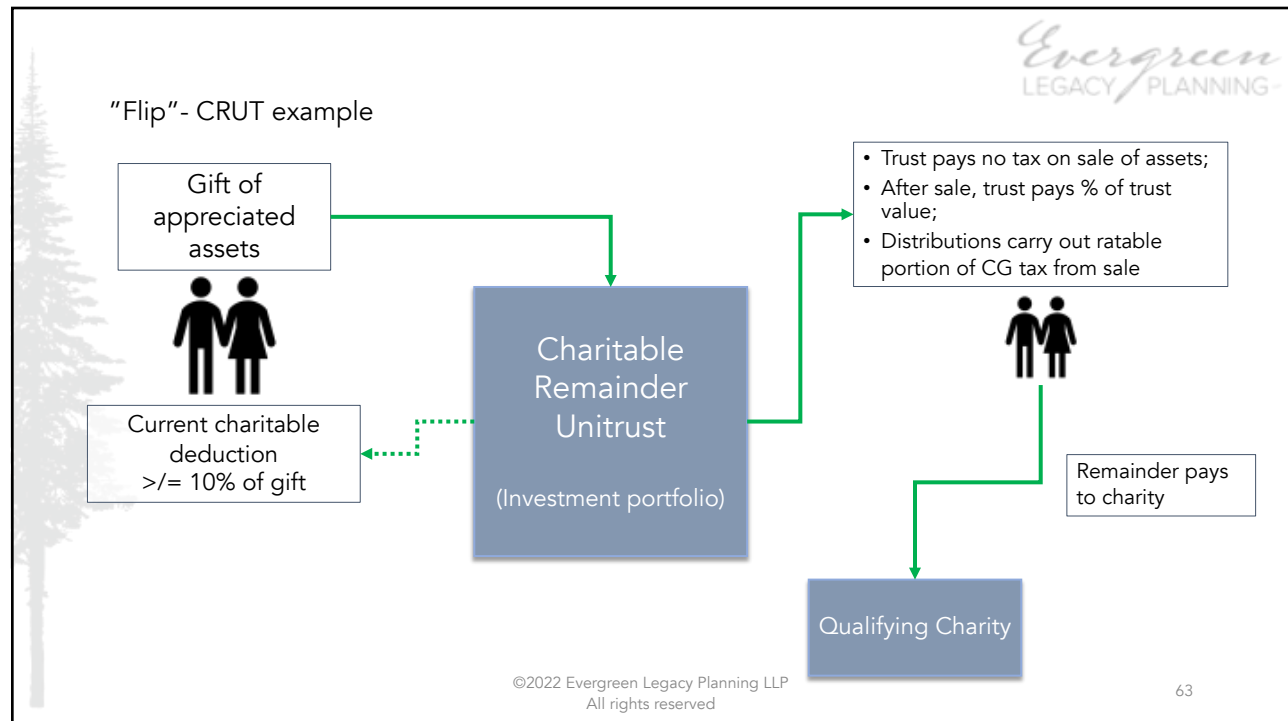 Evergreen
LEGACY PLANNING
"Flip"- CRUT example
Gift of
appreciated
assets
Current charitable
deduction
>/= 10% of gift
Charitable
Remainder
Unitrust
(Investment portfolio)
• Trust pays no tax on sale of assets;
• After sale, trust pays % of trust
value;
• Distributions carry out ratable
portion of CG tax from sale
Remainder pays
to charity
Qualifying Charity
©2022 Evergreen Legacy Planning LLP
All rights reserved
63